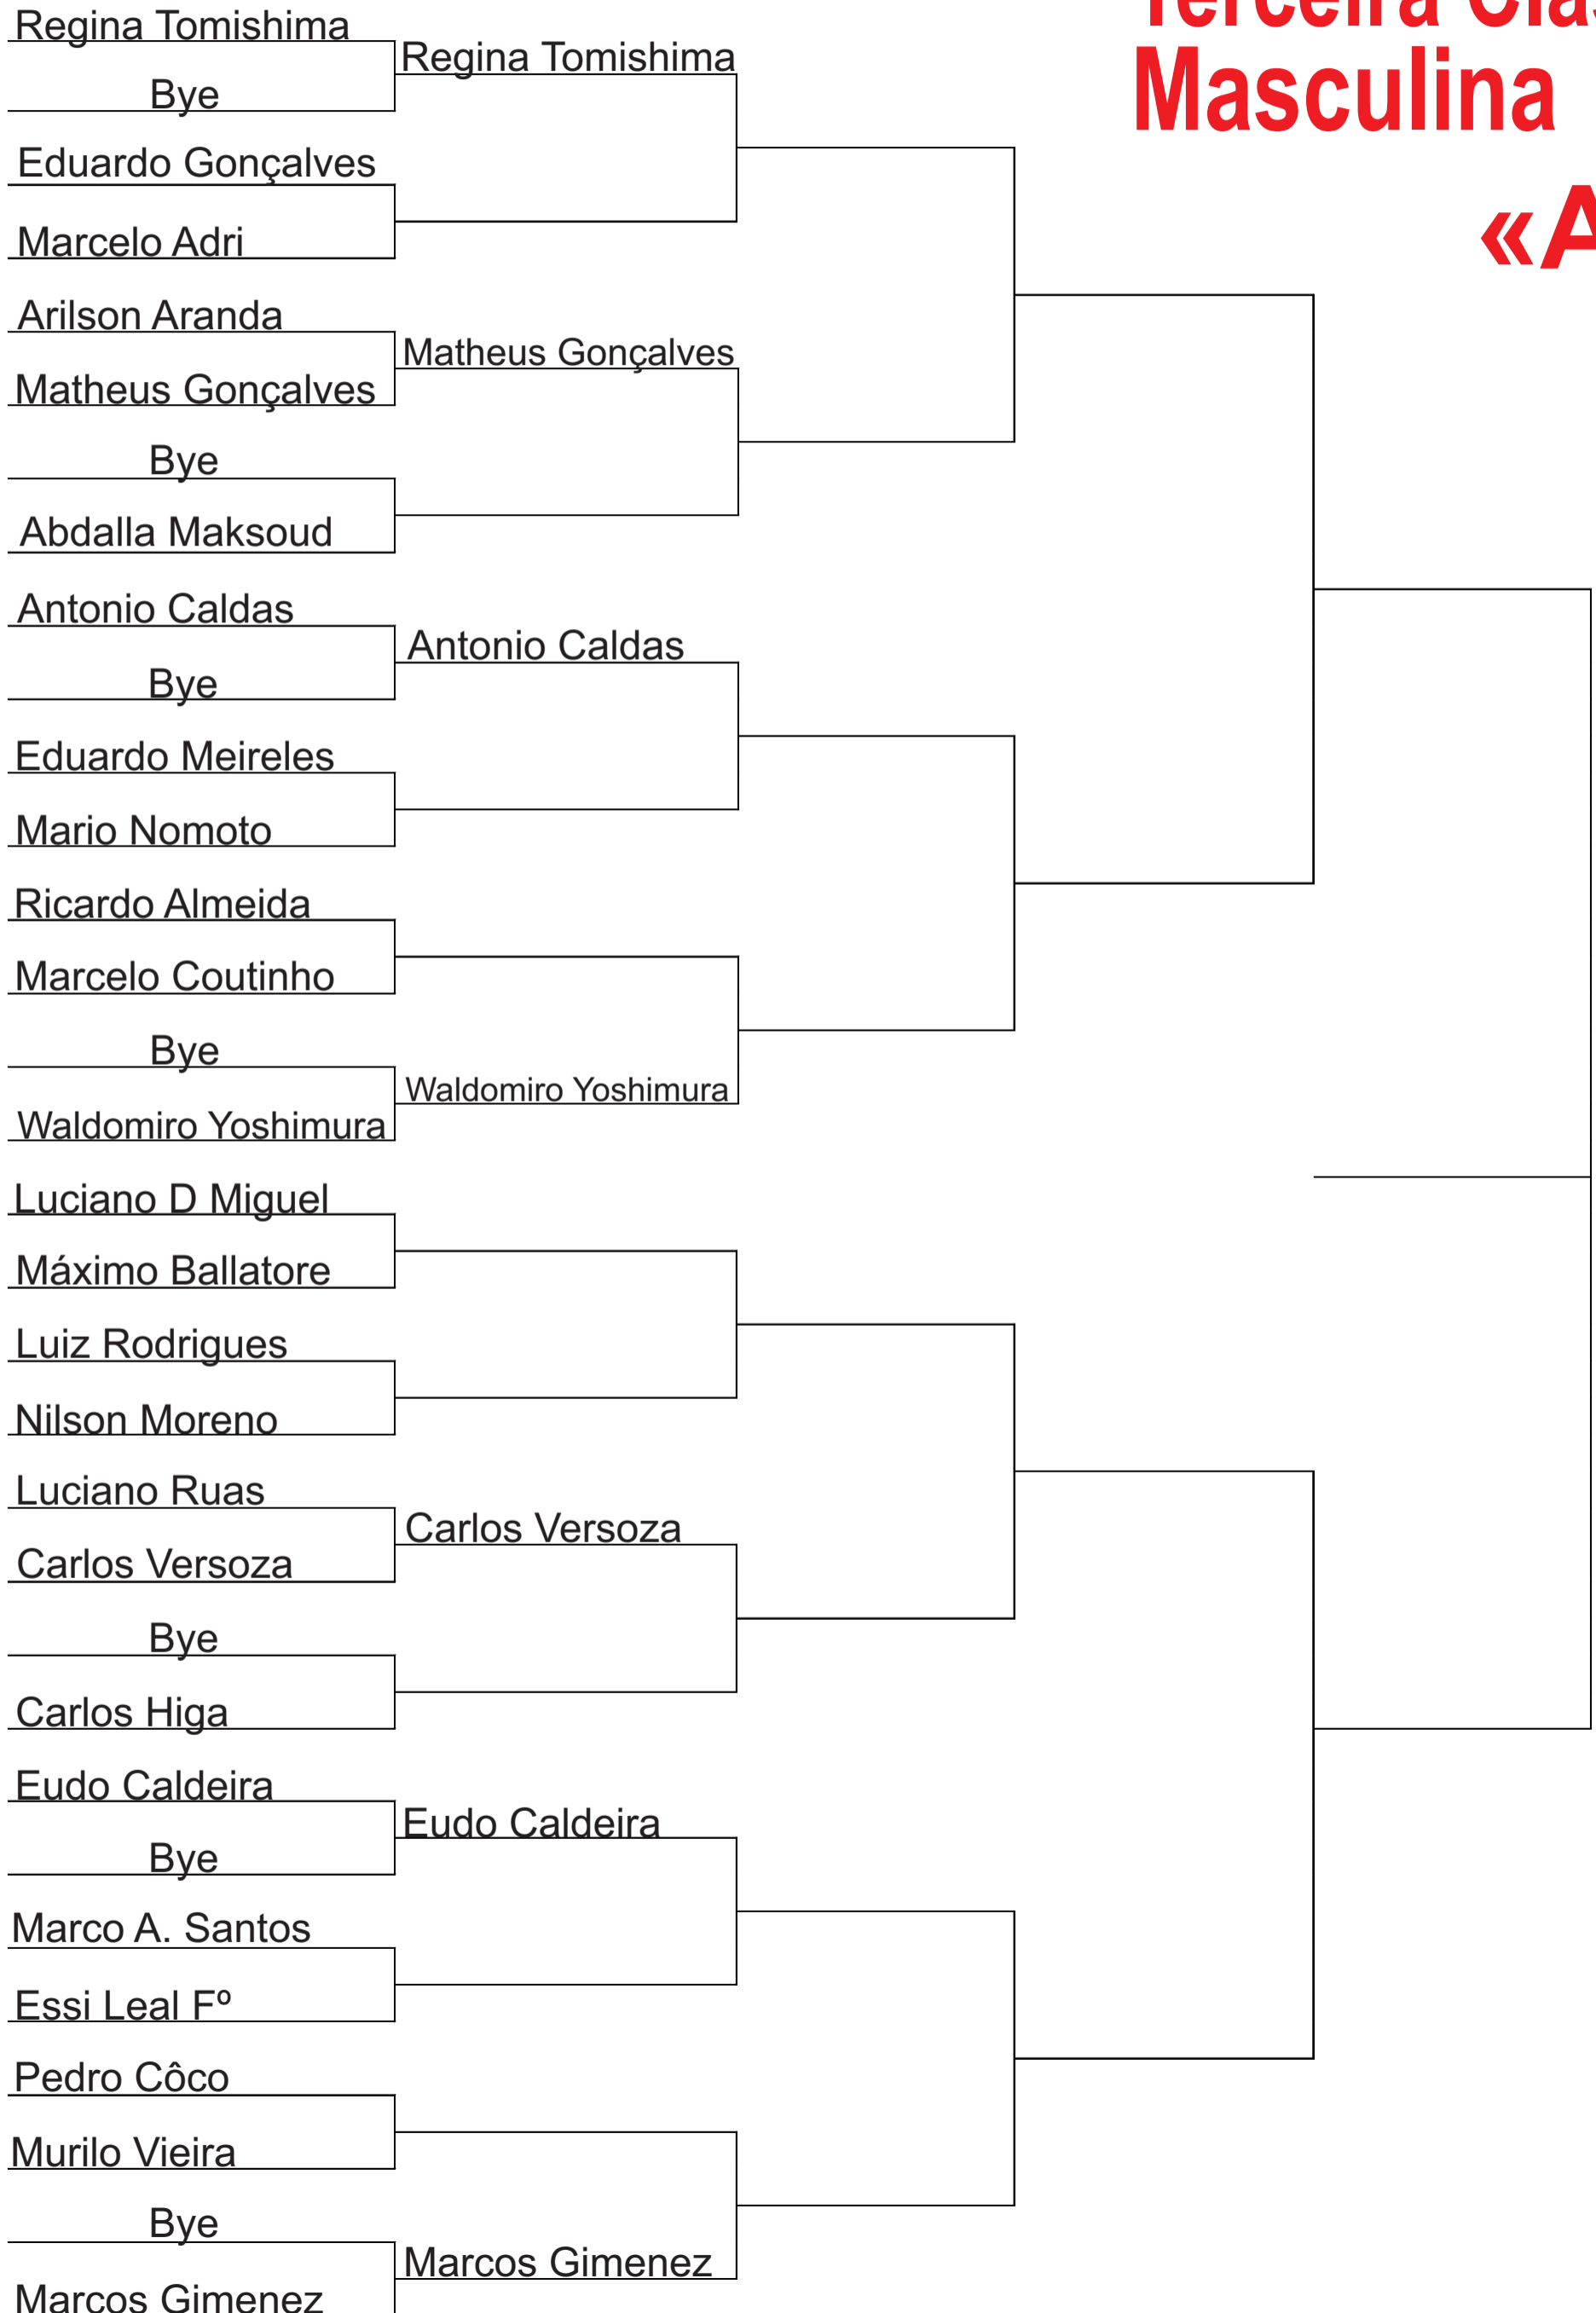 Terceira
Masculina
«A
Regina Tomishima
Bye
Eduardo Gonçalves
Marcelo Adri
Arilson Aranda
Matheus Gonçalves
Bye
Abdalla Maksoud
Antonio Caldas
Bye
Eduardo Meireles
Mario Nomoto
Ricardo Almeida
Marcelo Coutinho
Bye
Waldomiro Yoshimura
Luciano D Miguel
Máximo Ballatore
Luiz Rodrigues
Nilson Moreno
Luciano Ruas
Carlos Versoza
Bye
Carlos Higa
Eudo Caldeira
Bye
Marco A. Santos
Essi Leal Fº
Pedro Côco
Murilo Vieira
Bye
Marcos Gimenez
Regina Tomishima
Matheus Gonçalves
Antonio Caldas
Waldomiro Yoshimura
Carlos Versoza
Eudo Caldeira
Marcos Gimenez